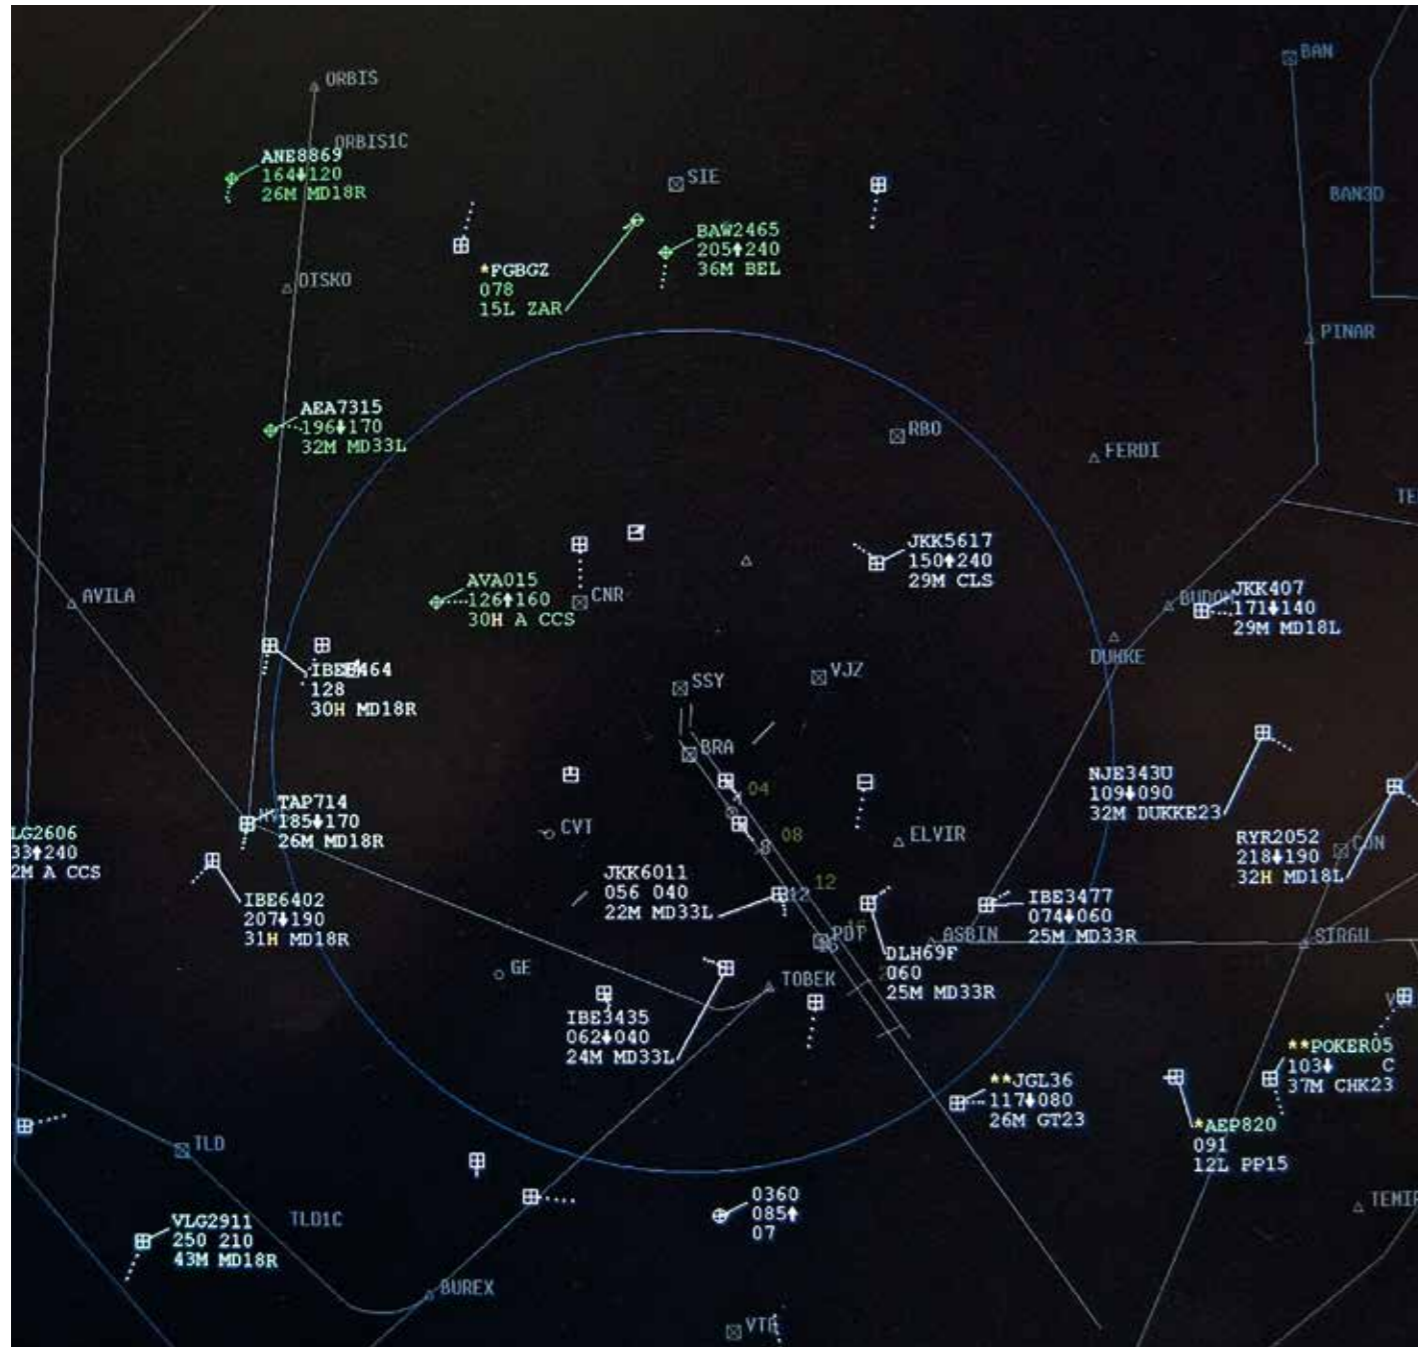 BAN
ORBIS
ORBIS1C
ANE8869
164⬇120
26M MD18R
SIE
BAN3D
BAW2465
205⬆240
36M BEL
*FGBGZ
078
15L ZAR
DISKO
PINAR
AEA7315
196⬇170
32M MD33L
RBO
FERDI
TE
JKK5617
150⬆240
29M CLS
AVA015
126⬆160
30H A CCS
CNR
AVILA
JKK407
171⬇140
29M MD18L
DUKKE
128
30H MD18R
VJZ
SSY
BRA
04
NJE343U
109⬇090
32M DUKKE23
TAP714
185⬇170
26M MD18R
LG2606
33⬆240
2M A CCS
CVT
08
ELVIR
RYR2052
218⬇190
32H MD18L
CJN
JKK6011
056 040
22M MD33L
12
12
IBE6402
207⬇190
31H MD18R
IBE3477
074⬇060
25M MD33R
ASBIN
DLH69F
060
25M MD33R
GE
TOBEK
IBE3435
062⬇040
24M MD33L
**JGL36
117⬇080
26M GT23
**POKER05
103⬇ C
37M CHK23
*AEP820
091
12L PP15
TLD
0360
085⬆
07
TLD1C
VLG2911
250 210
43M MD18R
BUREX
TEMIR